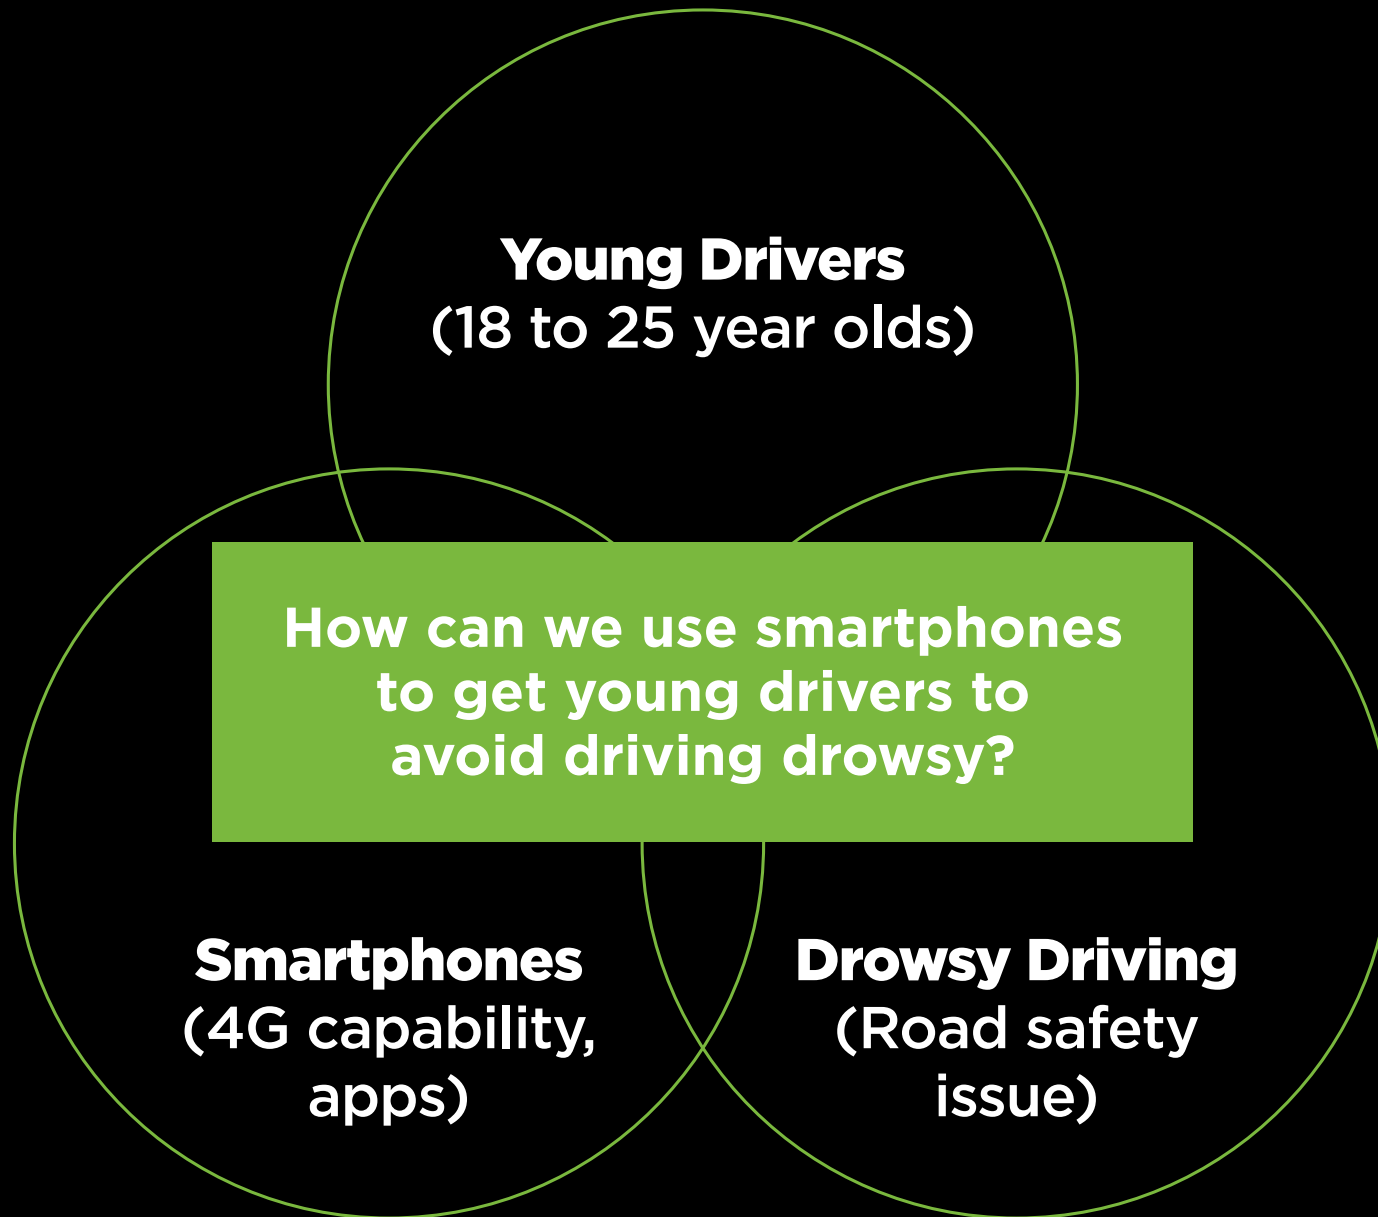 Young Drivers
(18 to 25 year olds)
How can we use smartphones
to get young drivers to
avoid driving drowsy?
Smartphones
(4G capability,
apps)
Drowsy Driving
(Road safety
issue)